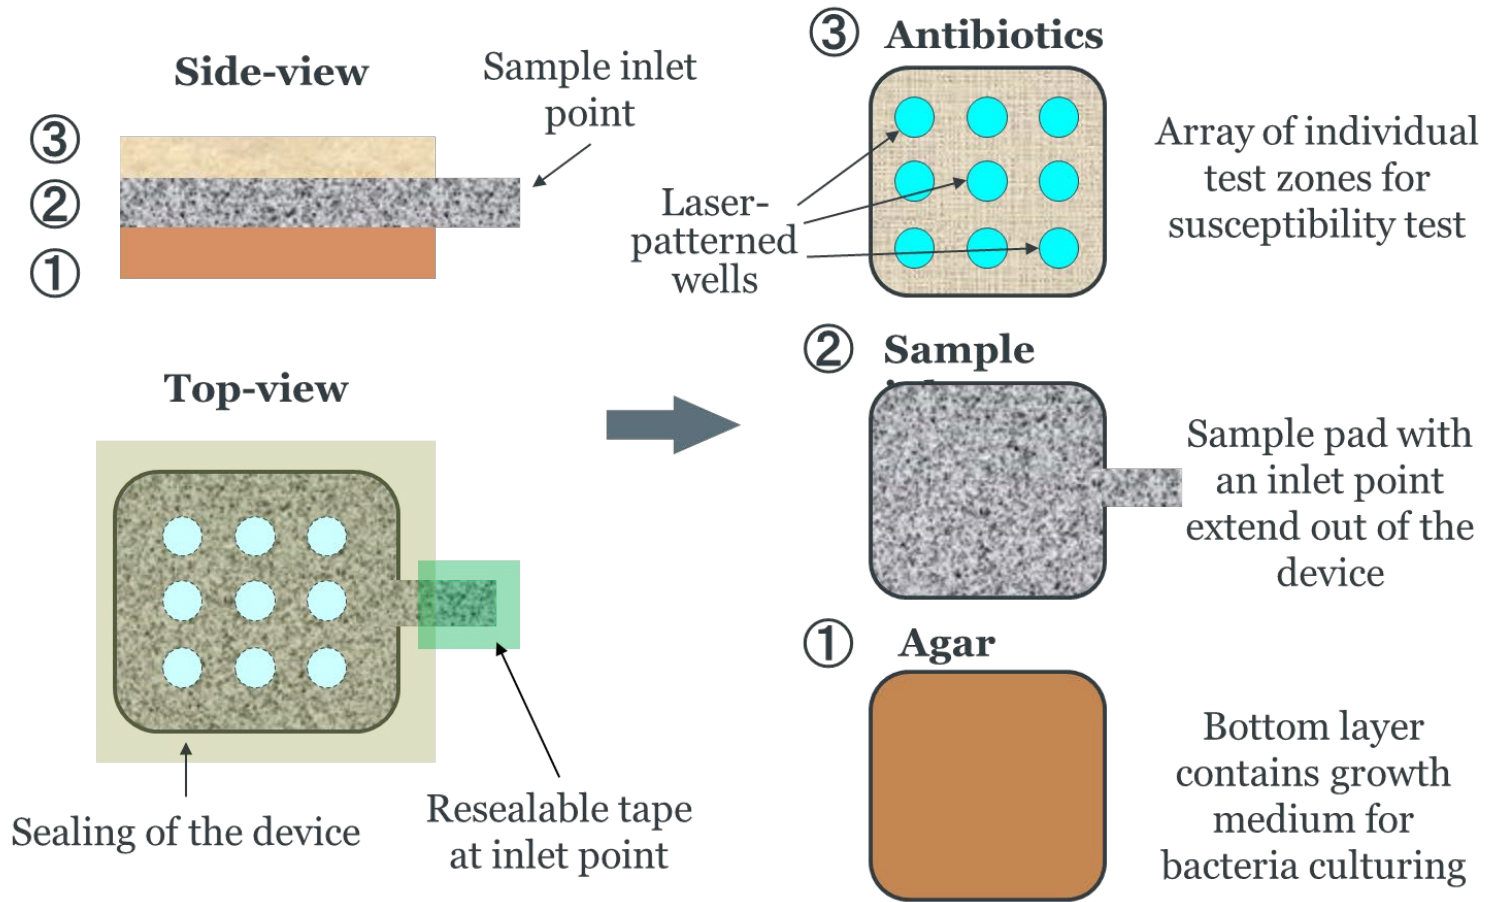 Side-view
Sample inlet
point
③
②
①
Top-view
Sealing of the device
Resealable tape
at inlet point
③ Antibiotics
Laser-
patterned
wells
Array of individual
test zones for
susceptibility test
② Sample
Sample pad with
an inlet point
extend out of the
device
① Agar
Bottom layer
contains growth
medium for
bacteria culturing